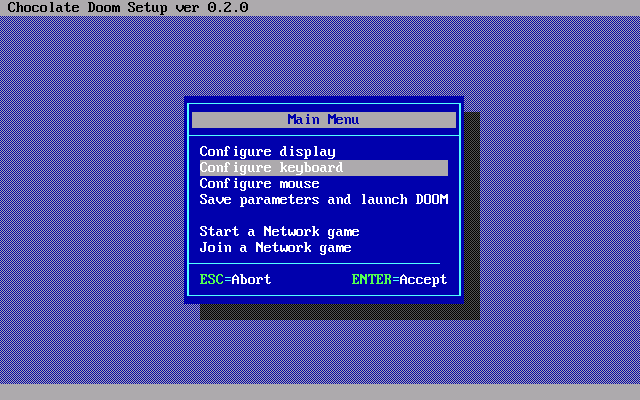 Chocolate Doom Setup ver 0.2.0
Main Menu
Configure display
Configure keyboard
Configure mouse
Save parameters and launch DOOM
Start a Network game
Join a Network game
ESC=Abort ENTER=Accept